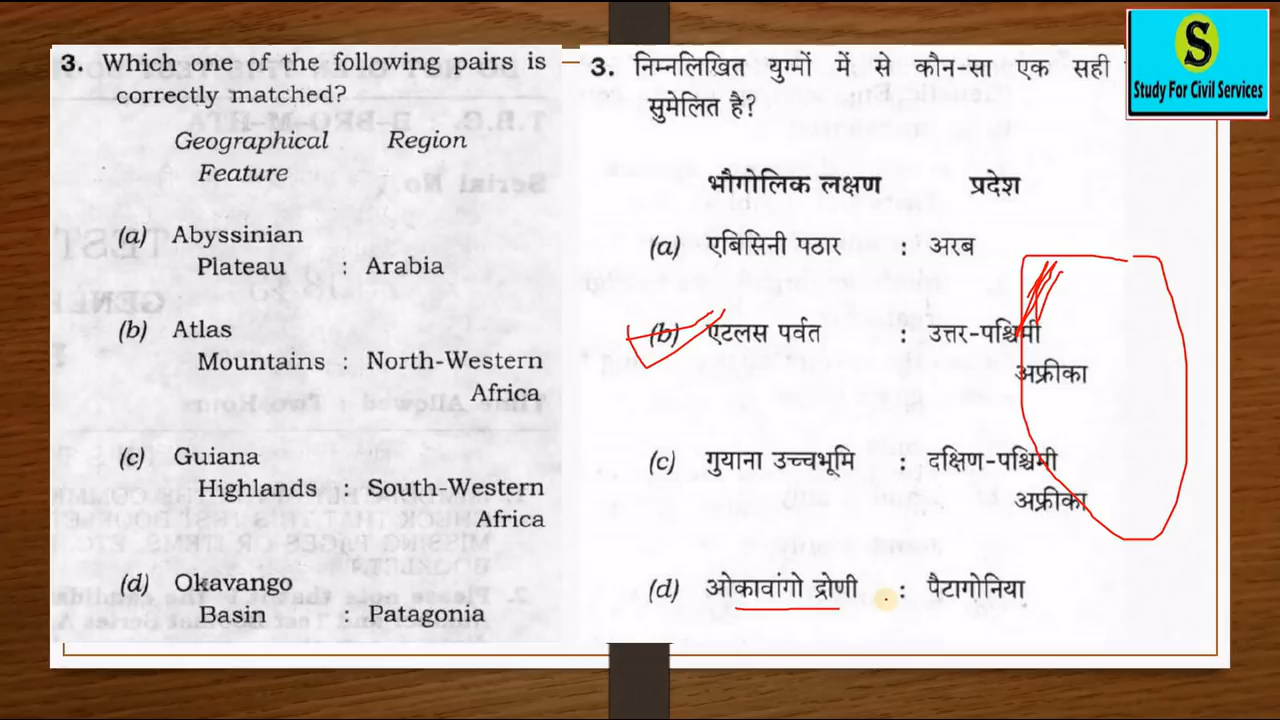 3. Which one of the following pairs is
correctly matched?
Geographical Region
Feature
(a) Abyssinian
Plateau : Arabia
(b) Atlas
Mountains : North-Western
Africa
(c) Guiana
Highlands : South-Western
Africa
(d) Okavango
Basin : Patagonia
3. निम्नलिखित युग्मों में से कौन-सा एक सही
सुमेलित है?
भौगोलिक लक्षण प्रदेश
(a) एबिसिनी पठार : अरब
(b) एटलस पर्वत : उत्तर-पश्चिमी
अफ्रीका
(c) गुयाना उच्चभूमि : दक्षिण-पश्चिमी
अफ्रीका
(d) ओकावांगो द्रोणी : पैटागोनिया
S
Study For Civil Services